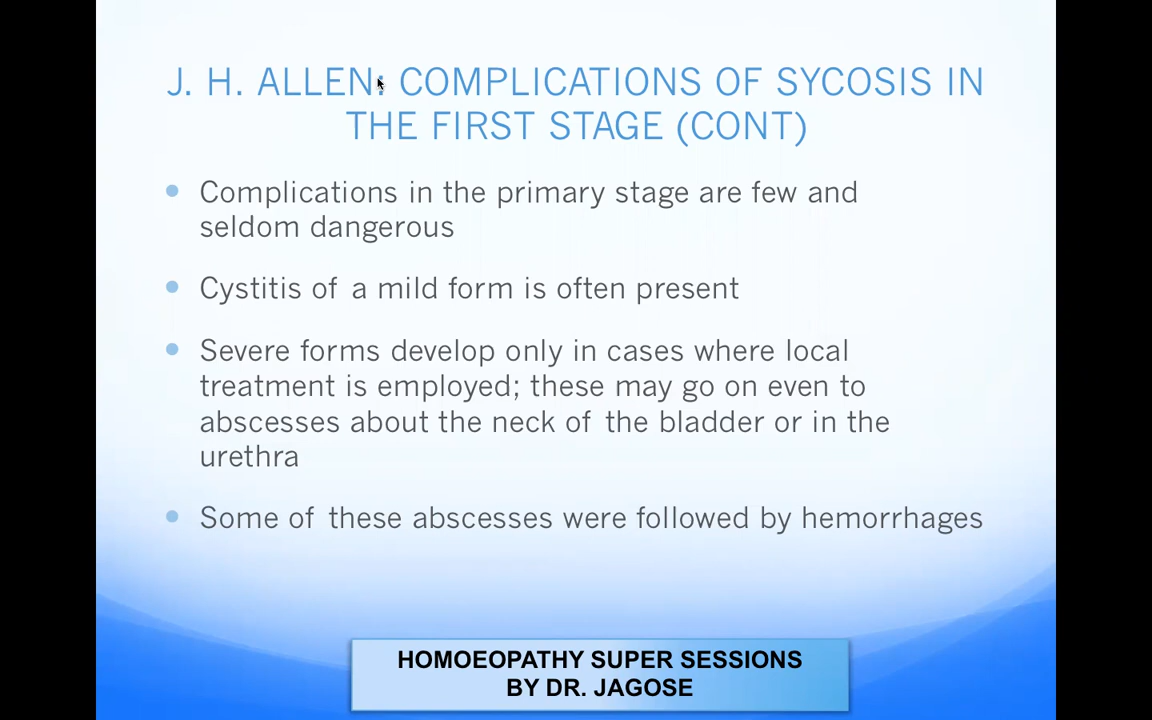 J. H. ALLEN: COMPLICATIONS OF SYCOSIS IN
THE FIRST STAGE (CONT)
Complications in the primary stage are few and
seldom dangerous
Cystitis of a mild form is often present
Severe forms develop only in cases where local
treatment is employed; these may go on even to
abscesses about the neck of the bladder or in the
urethra
Some of these abscesses were followed by hemorrhages
HOMOEOPATHY SUPER SESSIONS
BY DR. JAGOSE